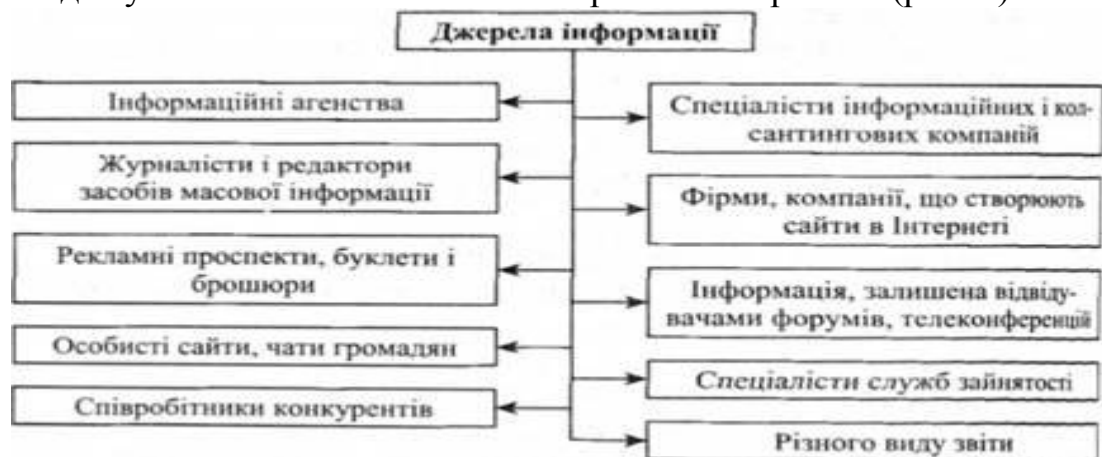 Джерела інформації
Інформаційні агенства
Журналісти і редактори
засобів масової інформації
Рекламні проспекти, буклети і
брошюри
Особисті сайти, чати громадян
Співробітники конкурентів
Спеціалісти інформаційних і кол-
сантингових компаній
Фірми, компанії, що створюють
сайти в Інтернеті
Інформація, залишена відвіду-
вачами форумів, телеконференцій
Спеціалісти служб зайнятості
Різного виду звіти